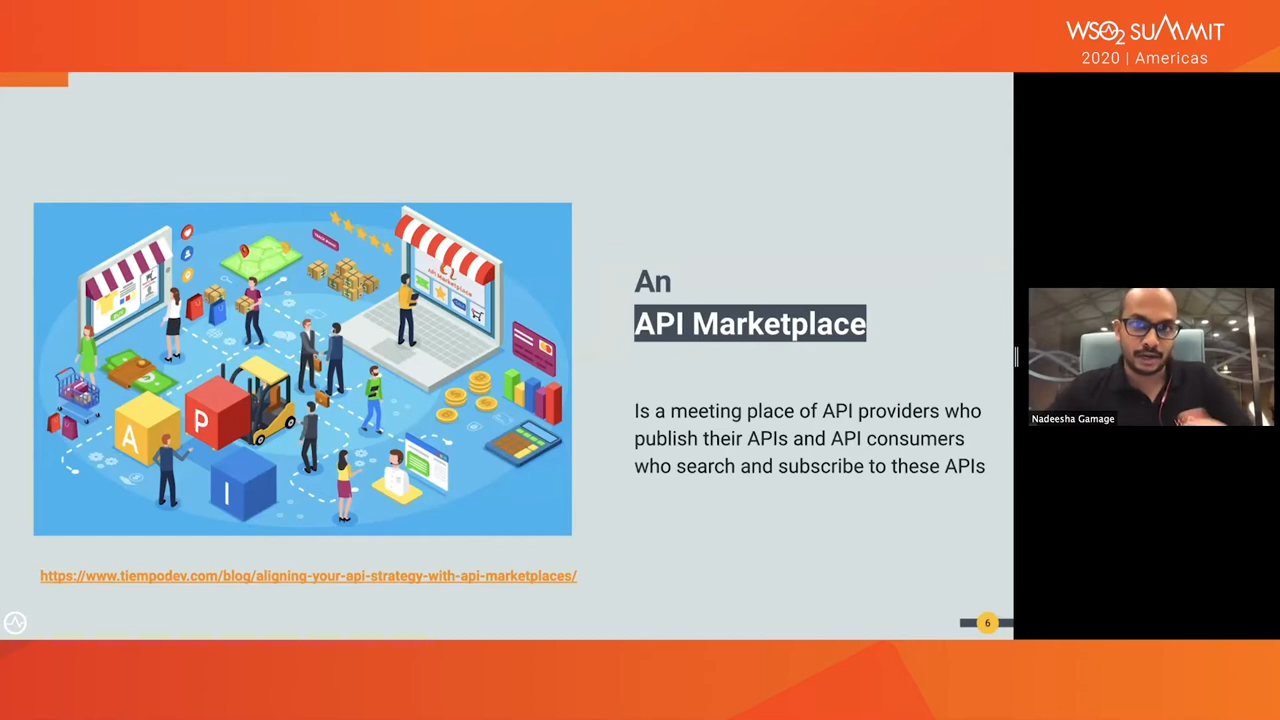 WSO2 SUMMIT
2020 | Americas
An
API Marketplace
Is a meeting place of API providers who
publish their APIs and API consumers
who search and subscribe to these APIs
API Marketplace
A
P
I
https://www.tiempodev.com/blog/aligning-your-api-strategy-with-api-marketplaces/
6
Nadeesha Gamage